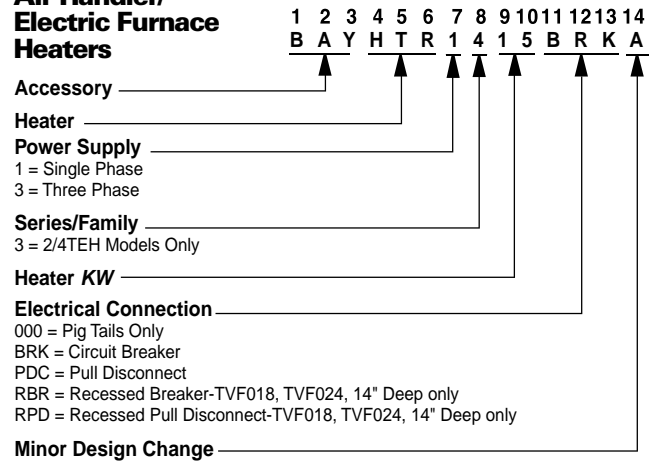 Air Handler/
Electric Furnace
Heaters
1 2 3 4 5 6 7 8 9 10 11 12 13 14
B A Y H T R 1 4 1 5 B R K A
Accessory
Heater
Power Supply
1 = Single Phase
3 = Three Phase
Series/Family
3 = 2/4TEH Models Only
Heater KW
Electrical Connection
000 = Pig Tails Only
BRK = Circuit Breaker
PDC = Pull Disconnect
RBR = Recessed Breaker-TVF018, TVF024, 14" Deep only
RPD = Recessed Pull Disconnect-TVF018, TVF024, 14" Deep only
Minor Design Change